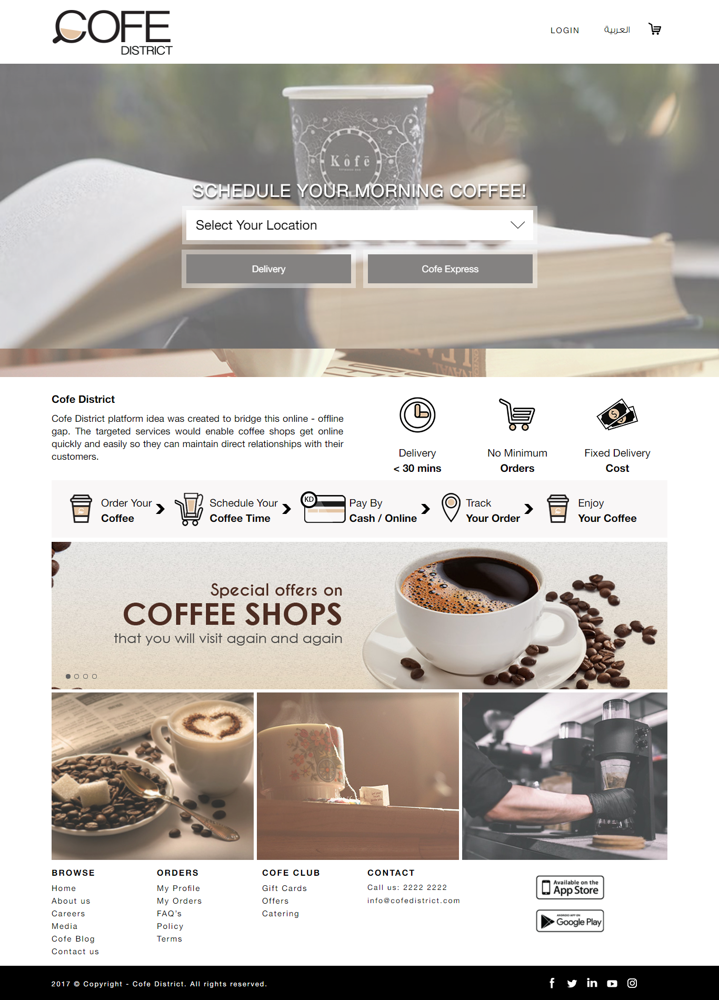 COFE
DISTRICT
LOGIN
العربية
Kôfē
SCHEDULE YOUR MORNING COFFEE!
Select Your Location
Delivery
Cofe Express
Cofe District
Cofe District platform idea was created to bridge this online - offline
gap. The targeted services would enable coffee shops get online
quickly and easily so they can maintain direct relationships with their
customers.
Delivery
< 30 mins
No Minimum
Orders
Fixed Delivery
Cost
Order Your
Coffee
Schedule Your
Coffee Time
KD
Pay By
Cash / Online
Track
Your Order
Enjoy
Your Coffee
Special offers on
COFFEE SHOPS
that you will visit again and again
Let your
heart
guide you.
BROWSE
Home
About us
Careers
Media
Cofe Blog
Contact us
ORDERS
My Profile
My Orders
FAQ's
Policy
Terms
COFE CLUB
Gift Cards
Offers
Catering
CONTACT
Call us: 2222 2222
info@cofedistrict.com
Available on the
App Store
ANDROID APP ON
Google Play
2017 © Copyright - Cofe District. All rights reserved.